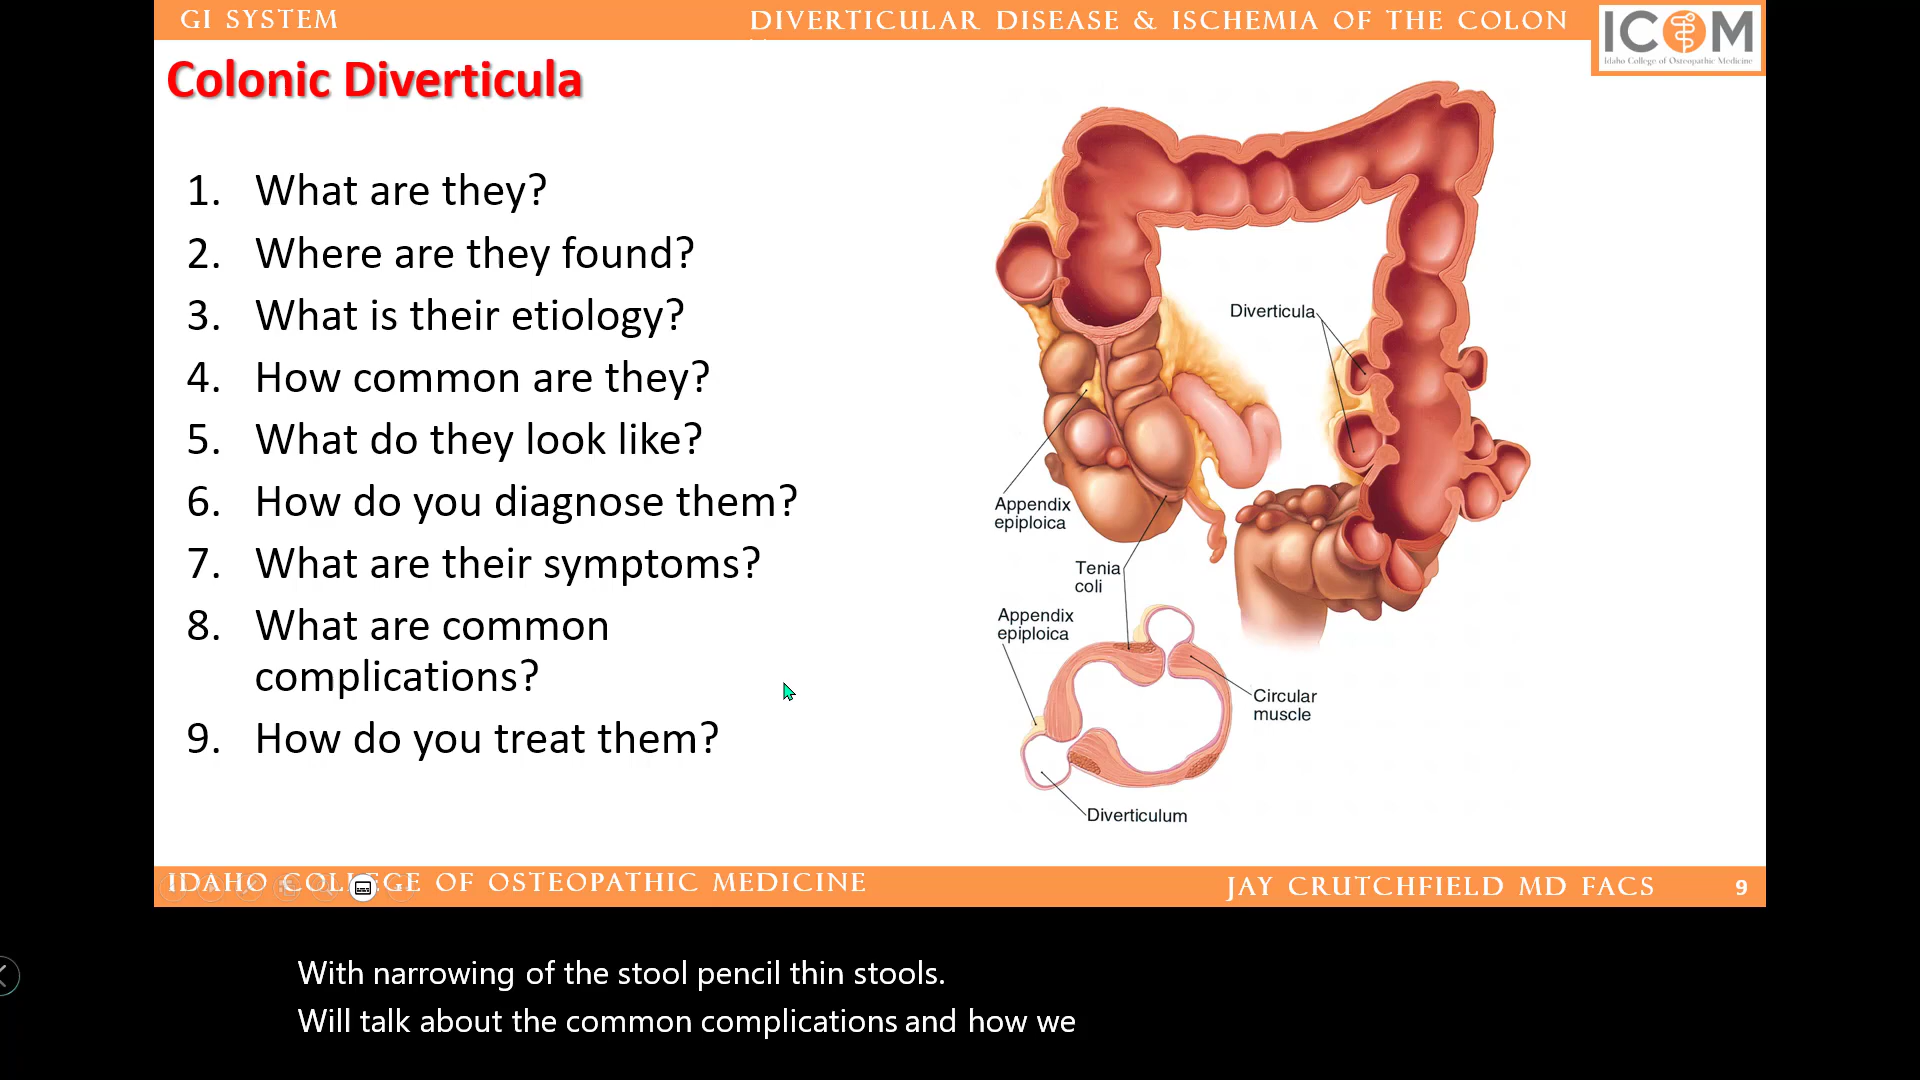 GI SYSTEM
DIVERTICULAR DISEASE & ISCHEMIA OF THE COLON
ICOM
Idaho College of Osteopathic Medicine
Colonic Diverticula
1. What are they?
2. Where are they found?
3. What is their etiology?
4. How common are they?
5. What do they look like?
6. How do you diagnose them?
7. What are their symptoms?
8. What are common
complications?
9. How do you treat them?
Diverticula
Appendix
epiploica
Tenia
coli
Appendix
epiploica
Circular
muscle
Diverticulum
IDAHO COLLEGE OF OSTEOPATHIC MEDICINE
JAY CRUTCHFIELD MD FACS
9
With narrowing of the stool pencil thin stools.
Will talk about the common complications and how we